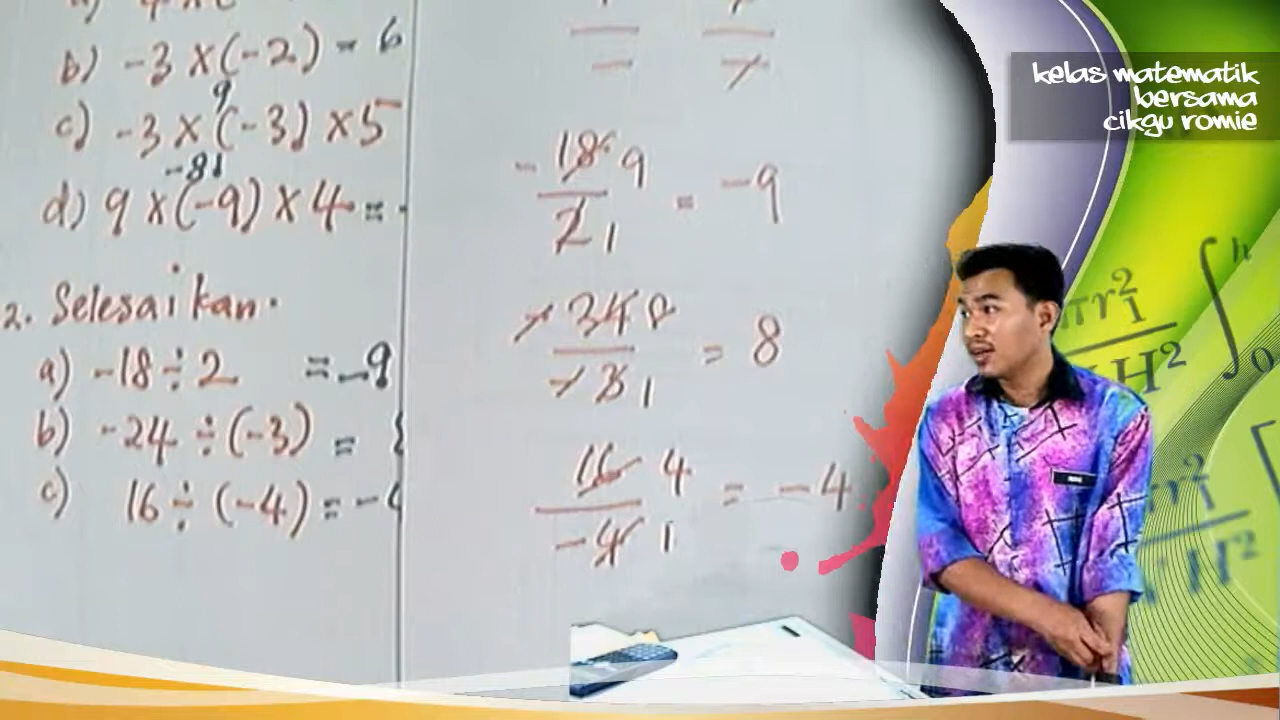 b) -3 x (-2) = 6
9
c) -3 x (-3) x 5
-81
d) 9 x (-9) x 4 = -
2. Selesaikan.
a) -18 ÷ 2 = -9
b) -24 ÷ (-3) =
c) 16 ÷ (-4) = -4
-18 9
2 1
= -9
-24 8
-3 1
= 8
16 4
-4 1
= -4
kelas matematik
bersama
cikgu romie